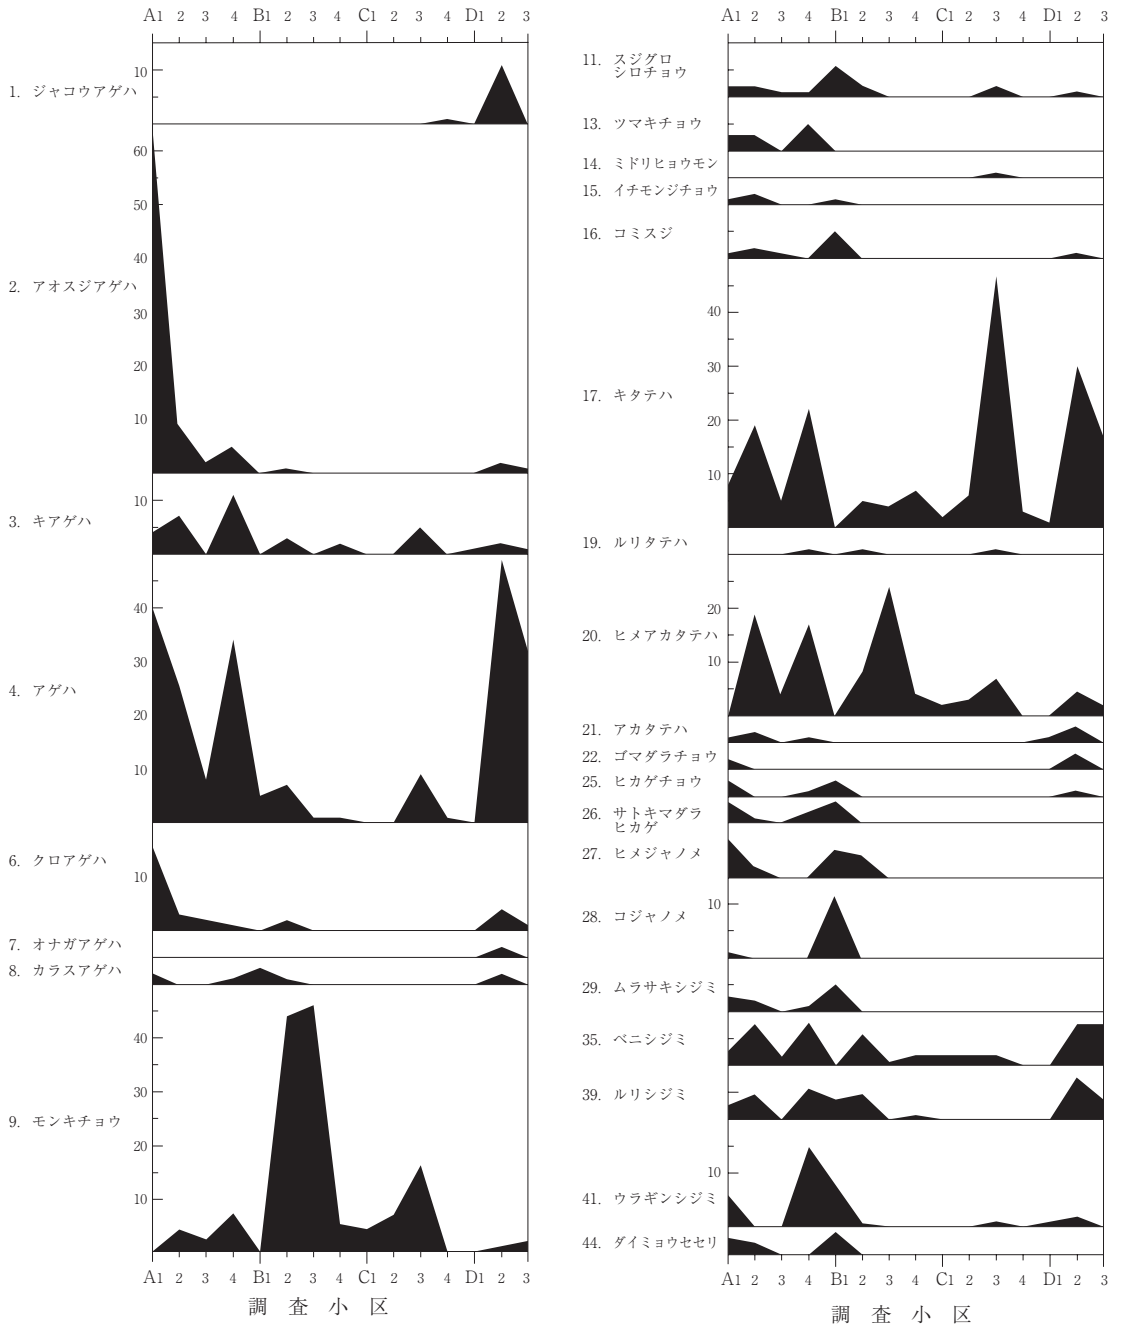 A1 2 3 4 B1 2 3 4 C1 2 3 4 D1 2 3
10
1. ジャコウアゲハ
60
50
40
2. アオスジアゲハ
30
20
10
10
3. キアゲハ
40
30
4. アゲハ
20
10
6. クロアゲハ
10
7. オナガアゲハ
8. カラスアゲハ
40
30
9. モンキチョウ
20
10
A1 2 3 4 B1 2 3 4 C1 2 3 4 D1 2 3
調査小区
A1 2 3 4 B1 2 3 4 C1 2 3 4 D1 2 3
11. スジグロ
シロチョウ
13. ツマキチョウ
14. ミドリヒョウモン
15. イチモンジチョウ
16. コミスジ
40
30
17. キタテハ
20
10
19. ルリタテハ
20
20. ヒメアカタテハ
10
21. アカタテハ
22. ゴマダラチョウ
25. ヒカゲチョウ
26. サトキマダラ
ヒカゲ
27. ヒメジャノメ
10
28. コジャノメ
29. ムラサキシジミ
35. ベニシジミ
39. ルリシジミ
10
41. ウラギンシジミ
44. ダイミョウセセリ
A1 2 3 4 B1 2 3 4 C1 2 3 4 D1 2 3
調査小区